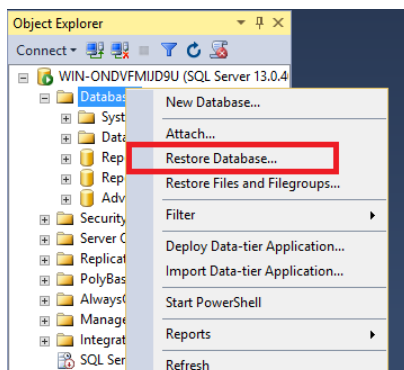 Object Explorer
Connect
WIN-ONDVFMIJD9U (SQL Server 13.0.4
Databas
New Database...
Syst
Data
Attach...
Rep
Restore Database...
Rep
Restore Files and Filegroups...
Adv
Security
Filter
Server O
Deploy Data-tier Application...
Replicat
Import Data-tier Application...
PolyBas
AlwaysO
Start PowerShell
Manage
Reports
Integrat
SQL Ser
Refresh